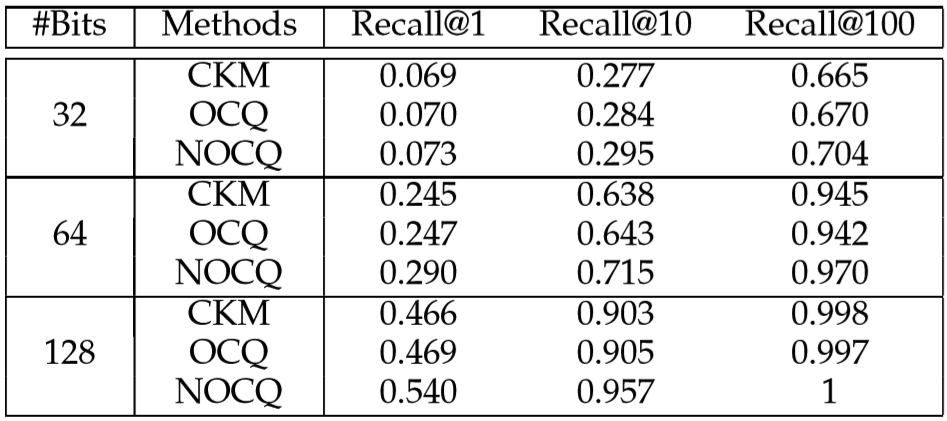 #Bits Methods Recall@1 Recall@10 Recall@100
CKM 0.069 0.277 0.665
32 OCQ 0.070 0.284 0.670
NOCQ 0.073 0.295 0.704
CKM 0.245 0.638 0.945
64 OCQ 0.247 0.643 0.942
NOCQ 0.290 0.715 0.970
CKM 0.466 0.903 0.998
128 OCQ 0.469 0.905 0.997
NOCQ 0.540 0.957 1